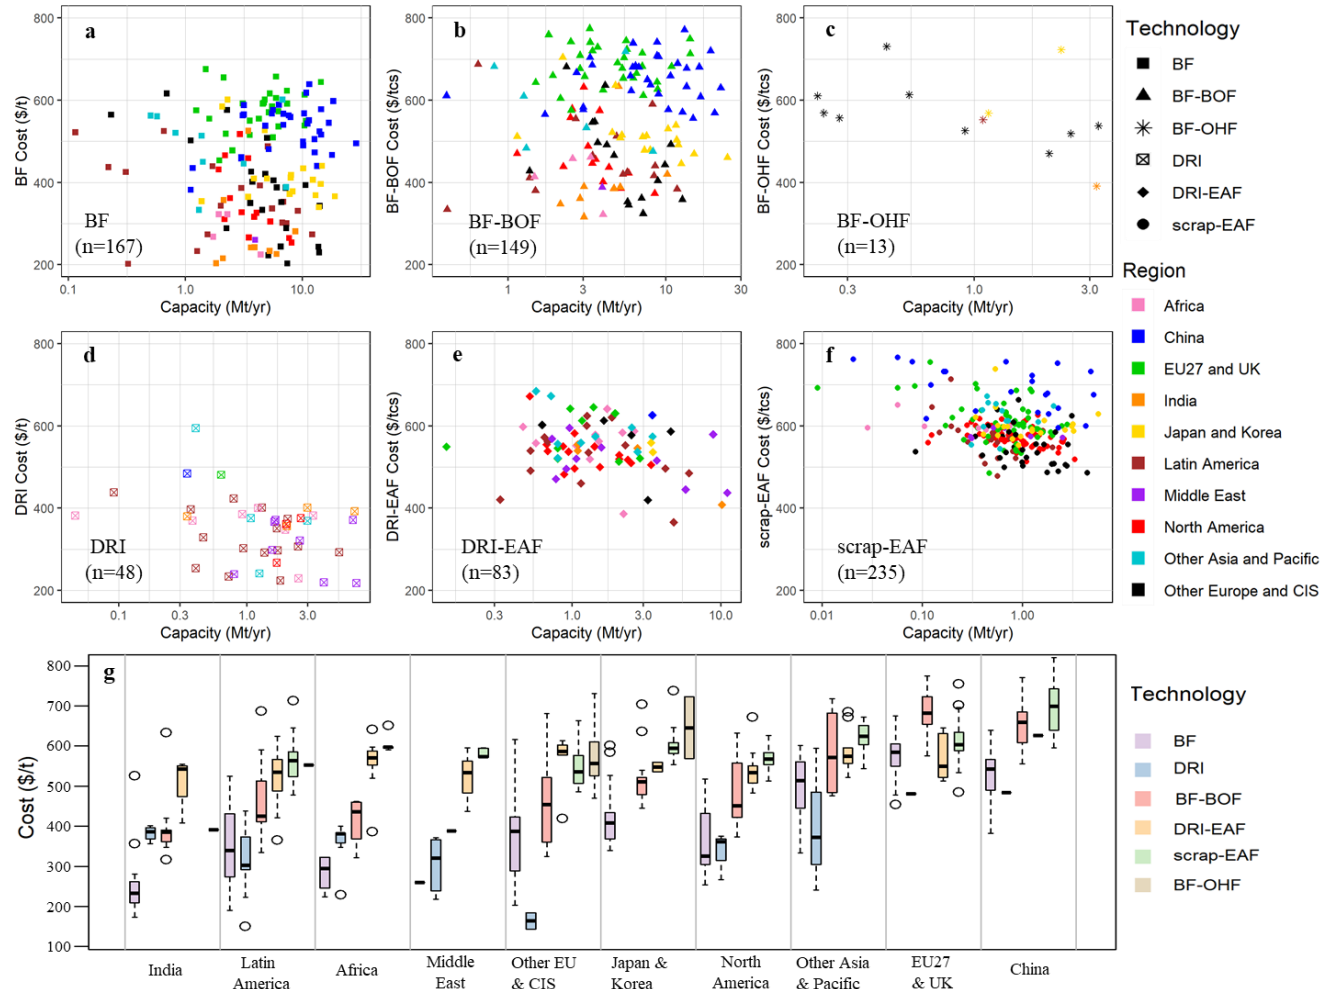 a
800
600
400
200
BF Cost ($/t)
BF
(n=167)
0.1
1.0
10.0
Capacity (Mt/yr)
b
800
600
400
200
BF-BOF Cost ($/tcs)
BF-BOF
(n=149)
1
3
10
30
Capacity (Mt/yr)
c
800
600
400
200
BF-OHF Cost ($/tcs)
BF-OHF
(n=13)
0.3
1.0
3.0
Capacity (Mt/yr)
Technology
BF
BF-BOF
BF-OHF
DRI
DRI-EAF
scrap-EAF
Region
Africa
China
EU27 and UK
India
Japan and Korea
Latin America
Middle East
North America
Other Asia and Pacific
Other Europe and CIS
d
800
600
400
200
DRI Cost ($/t)
DRI
(n=48)
0.1
0.3
1.0
3.0
Capacity (Mt/yr)
e
800
600
400
200
DRI-EAF Cost ($/tcs)
DRI-EAF
(n=83)
0.3
1.0
3.0
10.0
Capacity (Mt/yr)
f
800
600
400
200
scrap-EAF Cost ($/tcs)
scrap-EAF
(n=235)
0.01
0.10
1.00
Capacity (Mt/yr)
g
800
700
600
500
400
300
200
100
Cost ($/t)
India
Latin
America
Africa
Middle
East
Other EU
& CIS
Japan &
Korea
North
America
Other Asia
& Pacific
EU27
& UK
China
Technology
BF
DRI
BF-BOF
DRI-EAF
scrap-EAF
BF-OHF